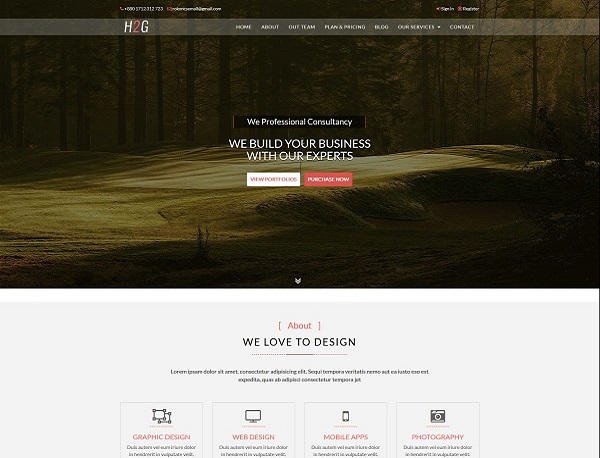 +880 1712 312 723
Sign in Register
H2G
HOME ABOUT OUT TEAM PLAN & PRICING EVENTS BLOG OUR SERVICES CONTACT
We Professional Consultancy
WE BUILD YOUR BUSINESS
WITH OUR EXPERTS
VIEW PORTFOLIOS PURCHASE NOW
[ About ]
WE LOVE TO DESIGN
Lorem ipsum dolor sit amet, consectetur adipisicing elit. Sequi tempora veritatis nemo aut ea iusto eos est
expedita, quas ab adipisci consectetur tempora jet
GRAPHIC DESIGN WEB DESIGN MOBILE APPS PHOTOGRAPHY
Duis autem vel eum iriure dolor Duis autem vel eum iriure dolor Duis autem vel eum iriure dolor Duis autem vel eum iriure dolor
in hendrerit in vulputate velit. in hendrerit in vulputate velit. in hendrerit in vulputate velit. in hendrerit in vulputate velit.